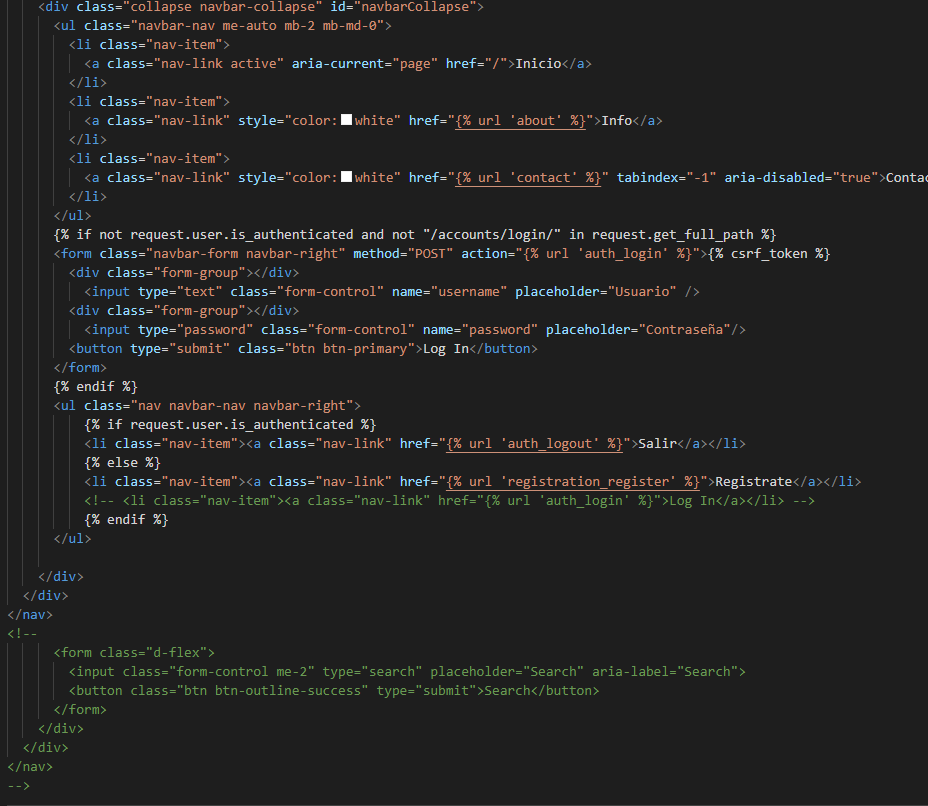 <div class="collapse navbar-collapse" id="navbarCollapse">
<ul class="navbar-nav me-auto mb-2 mb-md-0">
<li class="nav-item">
<a class="nav-link active" aria-current="page" href="/">Inicio</a>
</li>
<li class="nav-item">
<a class="nav-link" style="color:white" href="{% url 'about' %}">Info</a>
</li>
<li class="nav-item">
<a class="nav-link" style="color:white" href="{% url 'contact' %}" tabindex="-1" aria-disabled="true">Contac
</li>
</ul>
{% if not request.user.is_authenticated and not "/accounts/login/" in request.get_full_path %}
<form class="navbar-form navbar-right" method="POST" action="{% url 'auth_login' %}">{% csrf_token %}
<div class="form-group"></div>
<input type="text" class="form-control" name="username" placeholder="Usuario" />
<div class="form-group"></div>
<input type="password" class="form-control" name="password" placeholder="Contraseña"/>
<button type="submit" class="btn btn-primary">Log In</button>
</form>
{% endif %}
<ul class="nav navbar-nav navbar-right">
{% if request.user.is_authenticated %}
<li class="nav-item"><a class="nav-link" href="{% url 'auth_logout' %}">Salir</a></li>
{% else %}
<li class="nav-item"><a class="nav-link" href="{% url 'registration_register' %}">Registrate</a></li>
<!-- <li class="nav-item"><a class="nav-link" href="{% url 'auth_login' %}">Log In</a></li> -->
{% endif %}
</ul>
</div>
</div>
</nav>
<!--
<form class="d-flex">
<input class="form-control me-2" type="search" placeholder="Search" aria-label="Search">
<button class="btn btn-outline-success" type="submit">Search</button>
</form>
</div>
</div>
</nav>
-->